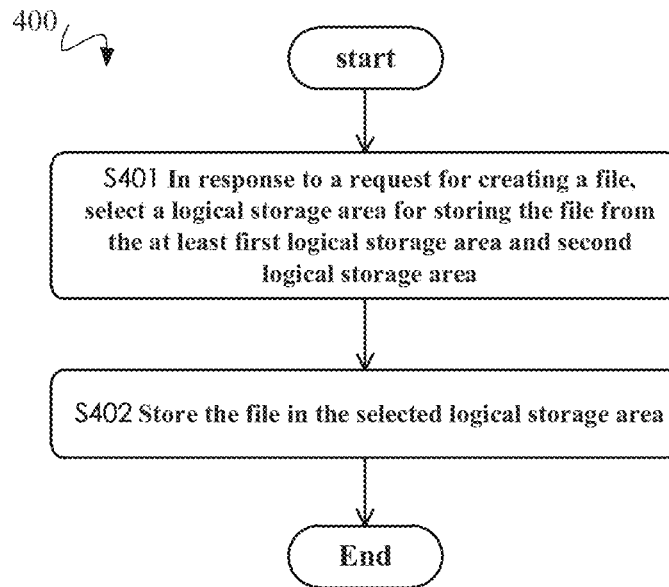 400
start
S401 In response to a request for creating a file,
select a logical storage area for storing the file from
the at least first logical storage area and second
logical storage area
S402 Store the file in the selected logical storage area
End